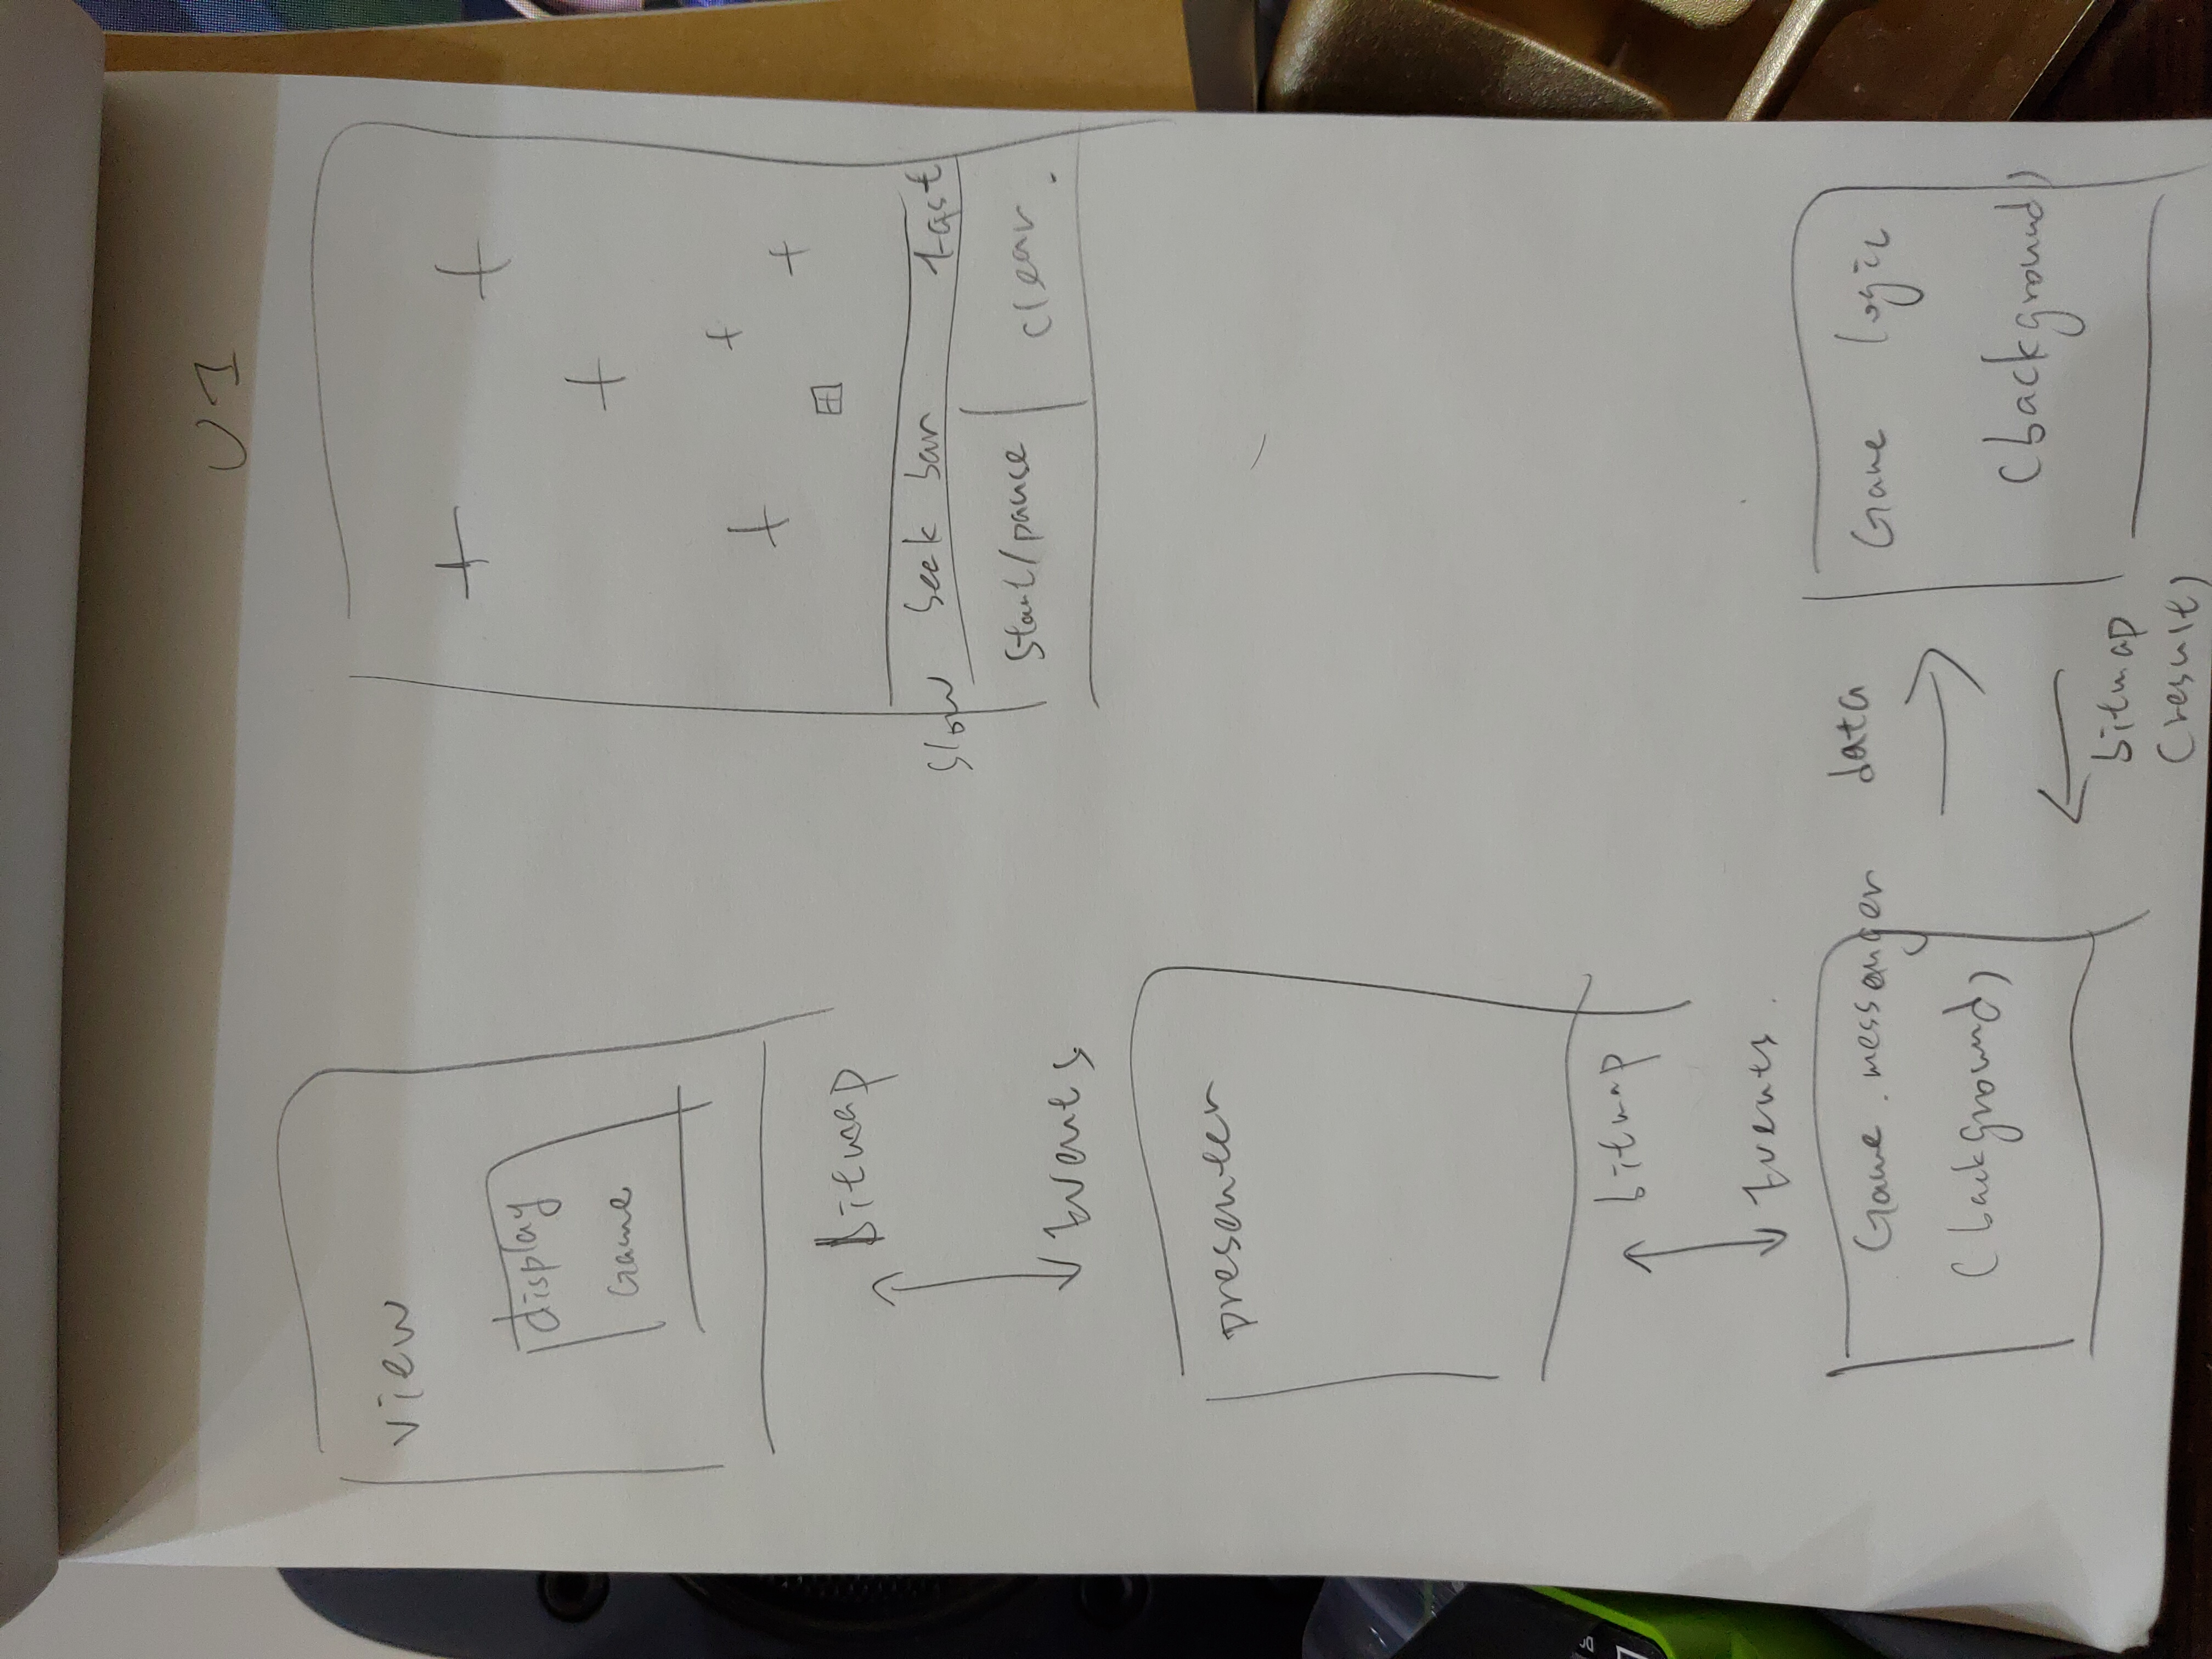 UI
view
display
Game
Bitmap
Events
Slow Seek bar fast
Start/pause clear
presenter
bitmap
Events
Game messenger
(background)
data
bitmap
(result)
Game logic
(background)